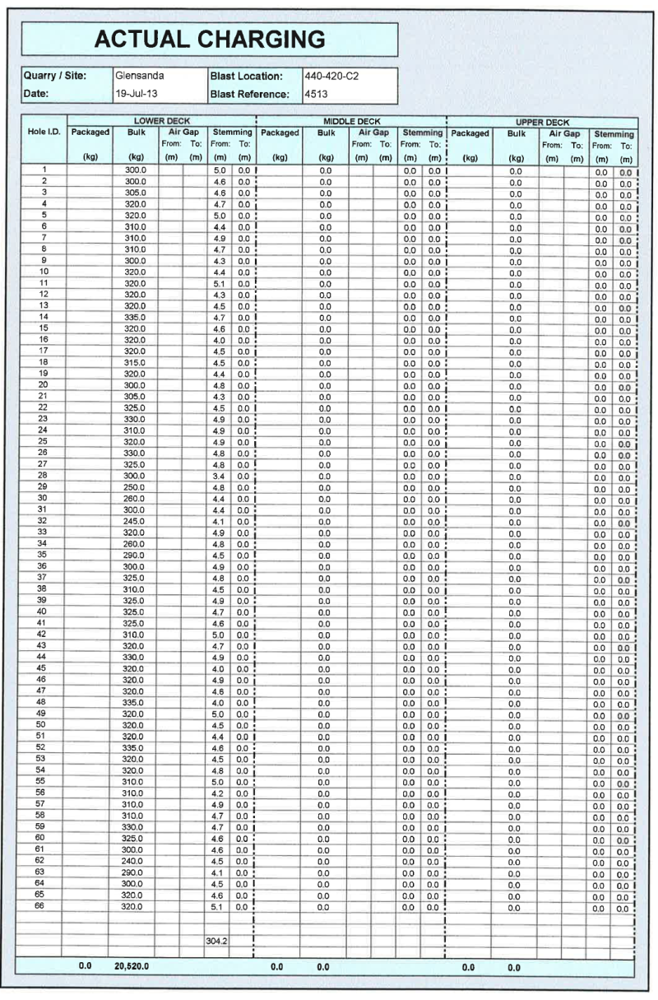 ACTUAL CHARGING
Quarry / Site: Glensanda Blast Location: 440-420-C2
Date: 19-Jul-13 Blast Reference: 4513
LOWER DECK MIDDLE DECK UPPER DECK
Hole I.D. Packaged Bulk Air Gap Stemming Packaged Bulk Air Gap Stemming Packaged Bulk Air Gap Stemming
From: To: From: To: From: To: From: To: From: To: From: To:
(kg) (kg) (m) (m) (m) (m) (kg) (kg) (m) (m) (m) (m) (kg) (kg) (m) (m) (m) (m)
1 300.0 5.0 0.0 0.0 0.0 0.0 0.0 0.0 0.0
2 300.0 4.6 0.0 0.0 0.0 0.0 0.0 0.0 0.0
3 305.0 4.6 0.0 0.0 0.0 0.0 0.0 0.0 0.0
4 320.0 4.7 0.0 0.0 0.0 0.0 0.0 0.0 0.0
5 320.0 5.0 0.0 0.0 0.0 0.0 0.0 0.0 0.0
6 310.0 4.4 0.0 0.0 0.0 0.0 0.0 0.0 0.0
7 310.0 4.9 0.0 0.0 0.0 0.0 0.0 0.0 0.0
8 310.0 4.7 0.0 0.0 0.0 0.0 0.0 0.0 0.0
9 300.0 4.3 0.0 0.0 0.0 0.0 0.0 0.0 0.0
10 320.0 4.4 0.0 0.0 0.0 0.0 0.0 0.0 0.0
11 320.0 5.1 0.0 0.0 0.0 0.0 0.0 0.0 0.0
12 320.0 4.3 0.0 0.0 0.0 0.0 0.0 0.0 0.0
13 320.0 4.5 0.0 0.0 0.0 0.0 0.0 0.0 0.0
14 335.0 4.7 0.0 0.0 0.0 0.0 0.0 0.0 0.0
15 320.0 4.6 0.0 0.0 0.0 0.0 0.0 0.0 0.0
16 320.0 4.0 0.0 0.0 0.0 0.0 0.0 0.0 0.0
17 320.0 4.5 0.0 0.0 0.0 0.0 0.0 0.0 0.0
18 315.0 4.5 0.0 0.0 0.0 0.0 0.0 0.0 0.0
19 320.0 4.4 0.0 0.0 0.0 0.0 0.0 0.0 0.0
20 300.0 4.8 0.0 0.0 0.0 0.0 0.0 0.0 0.0
21 305.0 4.3 0.0 0.0 0.0 0.0 0.0 0.0 0.0
22 325.0 4.5 0.0 0.0 0.0 0.0 0.0 0.0 0.0
23 330.0 4.9 0.0 0.0 0.0 0.0 0.0 0.0 0.0
24 310.0 4.9 0.0 0.0 0.0 0.0 0.0 0.0 0.0
25 320.0 4.9 0.0 0.0 0.0 0.0 0.0 0.0 0.0
26 330.0 4.8 0.0 0.0 0.0 0.0 0.0 0.0 0.0
27 325.0 4.8 0.0 0.0 0.0 0.0 0.0 0.0 0.0
28 300.0 3.4 0.0 0.0 0.0 0.0 0.0 0.0 0.0
29 250.0 4.8 0.0 0.0 0.0 0.0 0.0 0.0 0.0
30 260.0 4.4 0.0 0.0 0.0 0.0 0.0 0.0 0.0
31 300.0 4.4 0.0 0.0 0.0 0.0 0.0 0.0 0.0
32 245.0 4.1 0.0 0.0 0.0 0.0 0.0 0.0 0.0
33 320.0 4.9 0.0 0.0 0.0 0.0 0.0 0.0 0.0
34 260.0 4.8 0.0 0.0 0.0 0.0 0.0 0.0 0.0
35 290.0 4.5 0.0 0.0 0.0 0.0 0.0 0.0 0.0
36 300.0 4.9 0.0 0.0 0.0 0.0 0.0 0.0 0.0
37 325.0 4.8 0.0 0.0 0.0 0.0 0.0 0.0 0.0
38 310.0 4.5 0.0 0.0 0.0 0.0 0.0 0.0 0.0
39 325.0 4.9 0.0 0.0 0.0 0.0 0.0 0.0 0.0
40 325.0 4.7 0.0 0.0 0.0 0.0 0.0 0.0 0.0
41 325.0 4.6 0.0 0.0 0.0 0.0 0.0 0.0 0.0
42 310.0 5.0 0.0 0.0 0.0 0.0 0.0 0.0 0.0
43 320.0 4.7 0.0 0.0 0.0 0.0 0.0 0.0 0.0
44 330.0 4.9 0.0 0.0 0.0 0.0 0.0 0.0 0.0
45 320.0 4.0 0.0 0.0 0.0 0.0 0.0 0.0 0.0
46 320.0 4.9 0.0 0.0 0.0 0.0 0.0 0.0 0.0
47 320.0 4.6 0.0 0.0 0.0 0.0 0.0 0.0 0.0
48 335.0 4.0 0.0 0.0 0.0 0.0 0.0 0.0 0.0
49 320.0 5.0 0.0 0.0 0.0 0.0 0.0 0.0 0.0
50 320.0 4.5 0.0 0.0 0.0 0.0 0.0 0.0 0.0
51 320.0 4.4 0.0 0.0 0.0 0.0 0.0 0.0 0.0
52 335.0 4.6 0.0 0.0 0.0 0.0 0.0 0.0 0.0
53 320.0 4.5 0.0 0.0 0.0 0.0 0.0 0.0 0.0
54 320.0 4.8 0.0 0.0 0.0 0.0 0.0 0.0 0.0
55 310.0 5.0 0.0 0.0 0.0 0.0 0.0 0.0 0.0
56 310.0 4.2 0.0 0.0 0.0 0.0 0.0 0.0 0.0
57 310.0 4.9 0.0 0.0 0.0 0.0 0.0 0.0 0.0
58 310.0 4.7 0.0 0.0 0.0 0.0 0.0 0.0 0.0
59 330.0 4.7 0.0 0.0 0.0 0.0 0.0 0.0 0.0
60 325.0 4.6 0.0 0.0 0.0 0.0 0.0 0.0 0.0
61 300.0 4.6 0.0 0.0 0.0 0.0 0.0 0.0 0.0
62 240.0 4.5 0.0 0.0 0.0 0.0 0.0 0.0 0.0
63 290.0 4.1 0.0 0.0 0.0 0.0 0.0 0.0 0.0
64 300.0 4.5 0.0 0.0 0.0 0.0 0.0 0.0 0.0
65 320.0 4.6 0.0 0.0 0.0 0.0 0.0 0.0 0.0
66 320.0 5.1 0.0 0.0 0.0 0.0 0.0 0.0 0.0
304.2
0.0 20,520.0 0.0 0.0 0.0 0.0